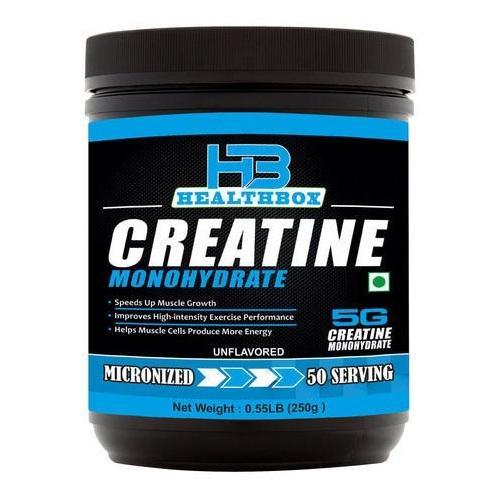 HB
HEALTHBOX
CREATINE
MONOHYDRATE
• Speeds Up Muscle Growth
• Improves High-intensity Exercise Performance
• Helps Muscle Cells Produce More Energy
5G
CREATINE
MONOHYDRATE
UNFLAVORED
MICRONIZED 50 SERVING
Net Weight : 0.55LB (250g)